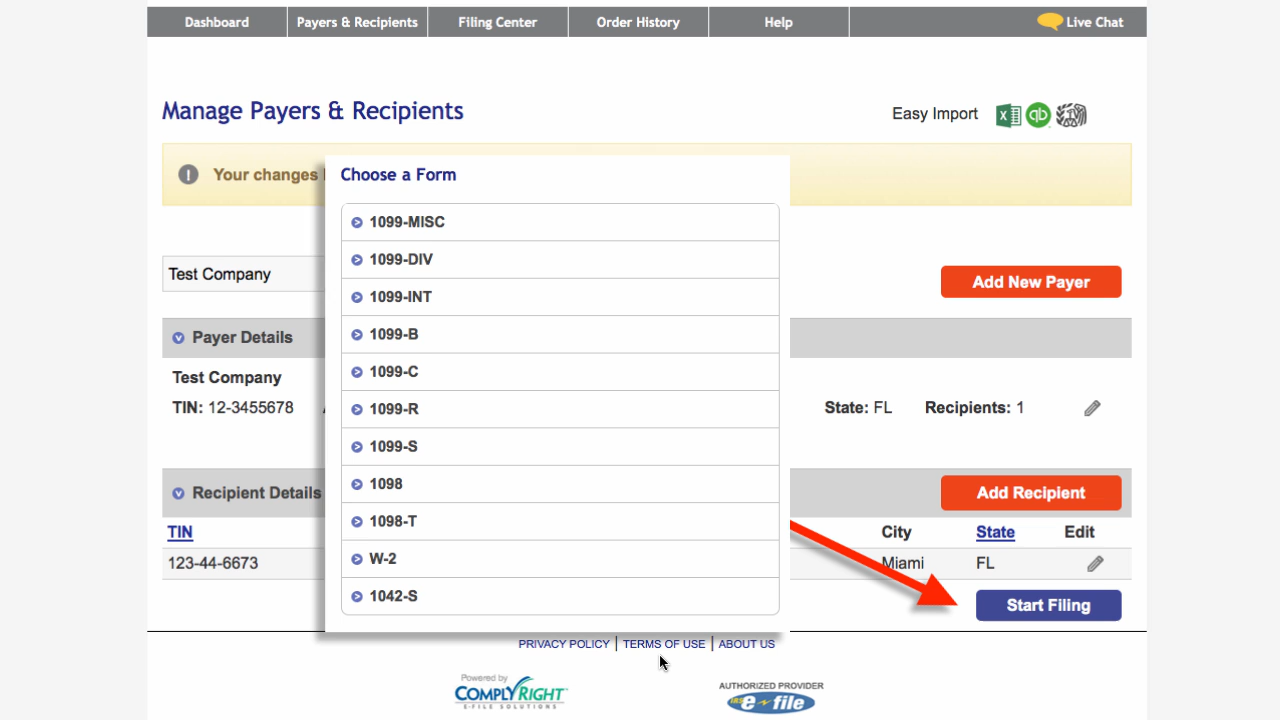 Dashboard Payers & Recipients Filing Center Order History Help Live Chat
Manage Payers & Recipients
Easy Import
Your changes
Choose a Form
1099-MISC
1099-DIV
1099-INT
1099-B
1099-C
1099-R
1099-S
1098
1098-T
W-2
1042-S
Test Company
Add New Payer
Payer Details
Test Company
TIN: 12-3455678 State: FL Recipients: 1
Recipient Details
Add Recipient
TIN City State Edit
123-44-6673 Miami FL
Start Filing
PRIVACY POLICY | TERMS OF USE | ABOUT US
Powered by
COMPLYRIGHT
E-FILE SOLUTIONS
AUTHORIZED PROVIDER
IRS e-file